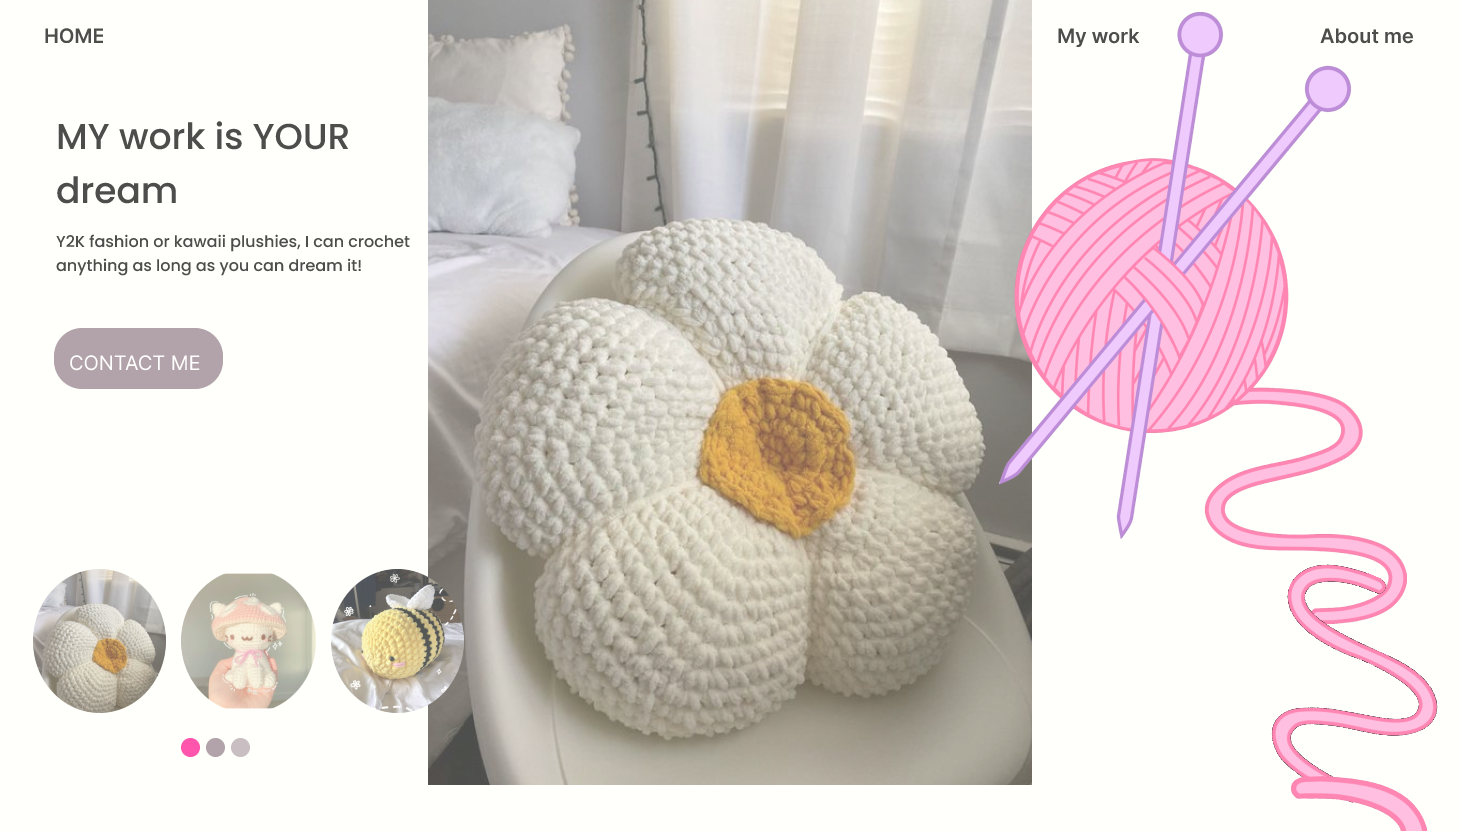 HOME
My work
About me
MY work is YOUR
dream
Y2K fashion or kawaii plushies, I can crochet
anything as long as you can dream it!
CONTACT ME